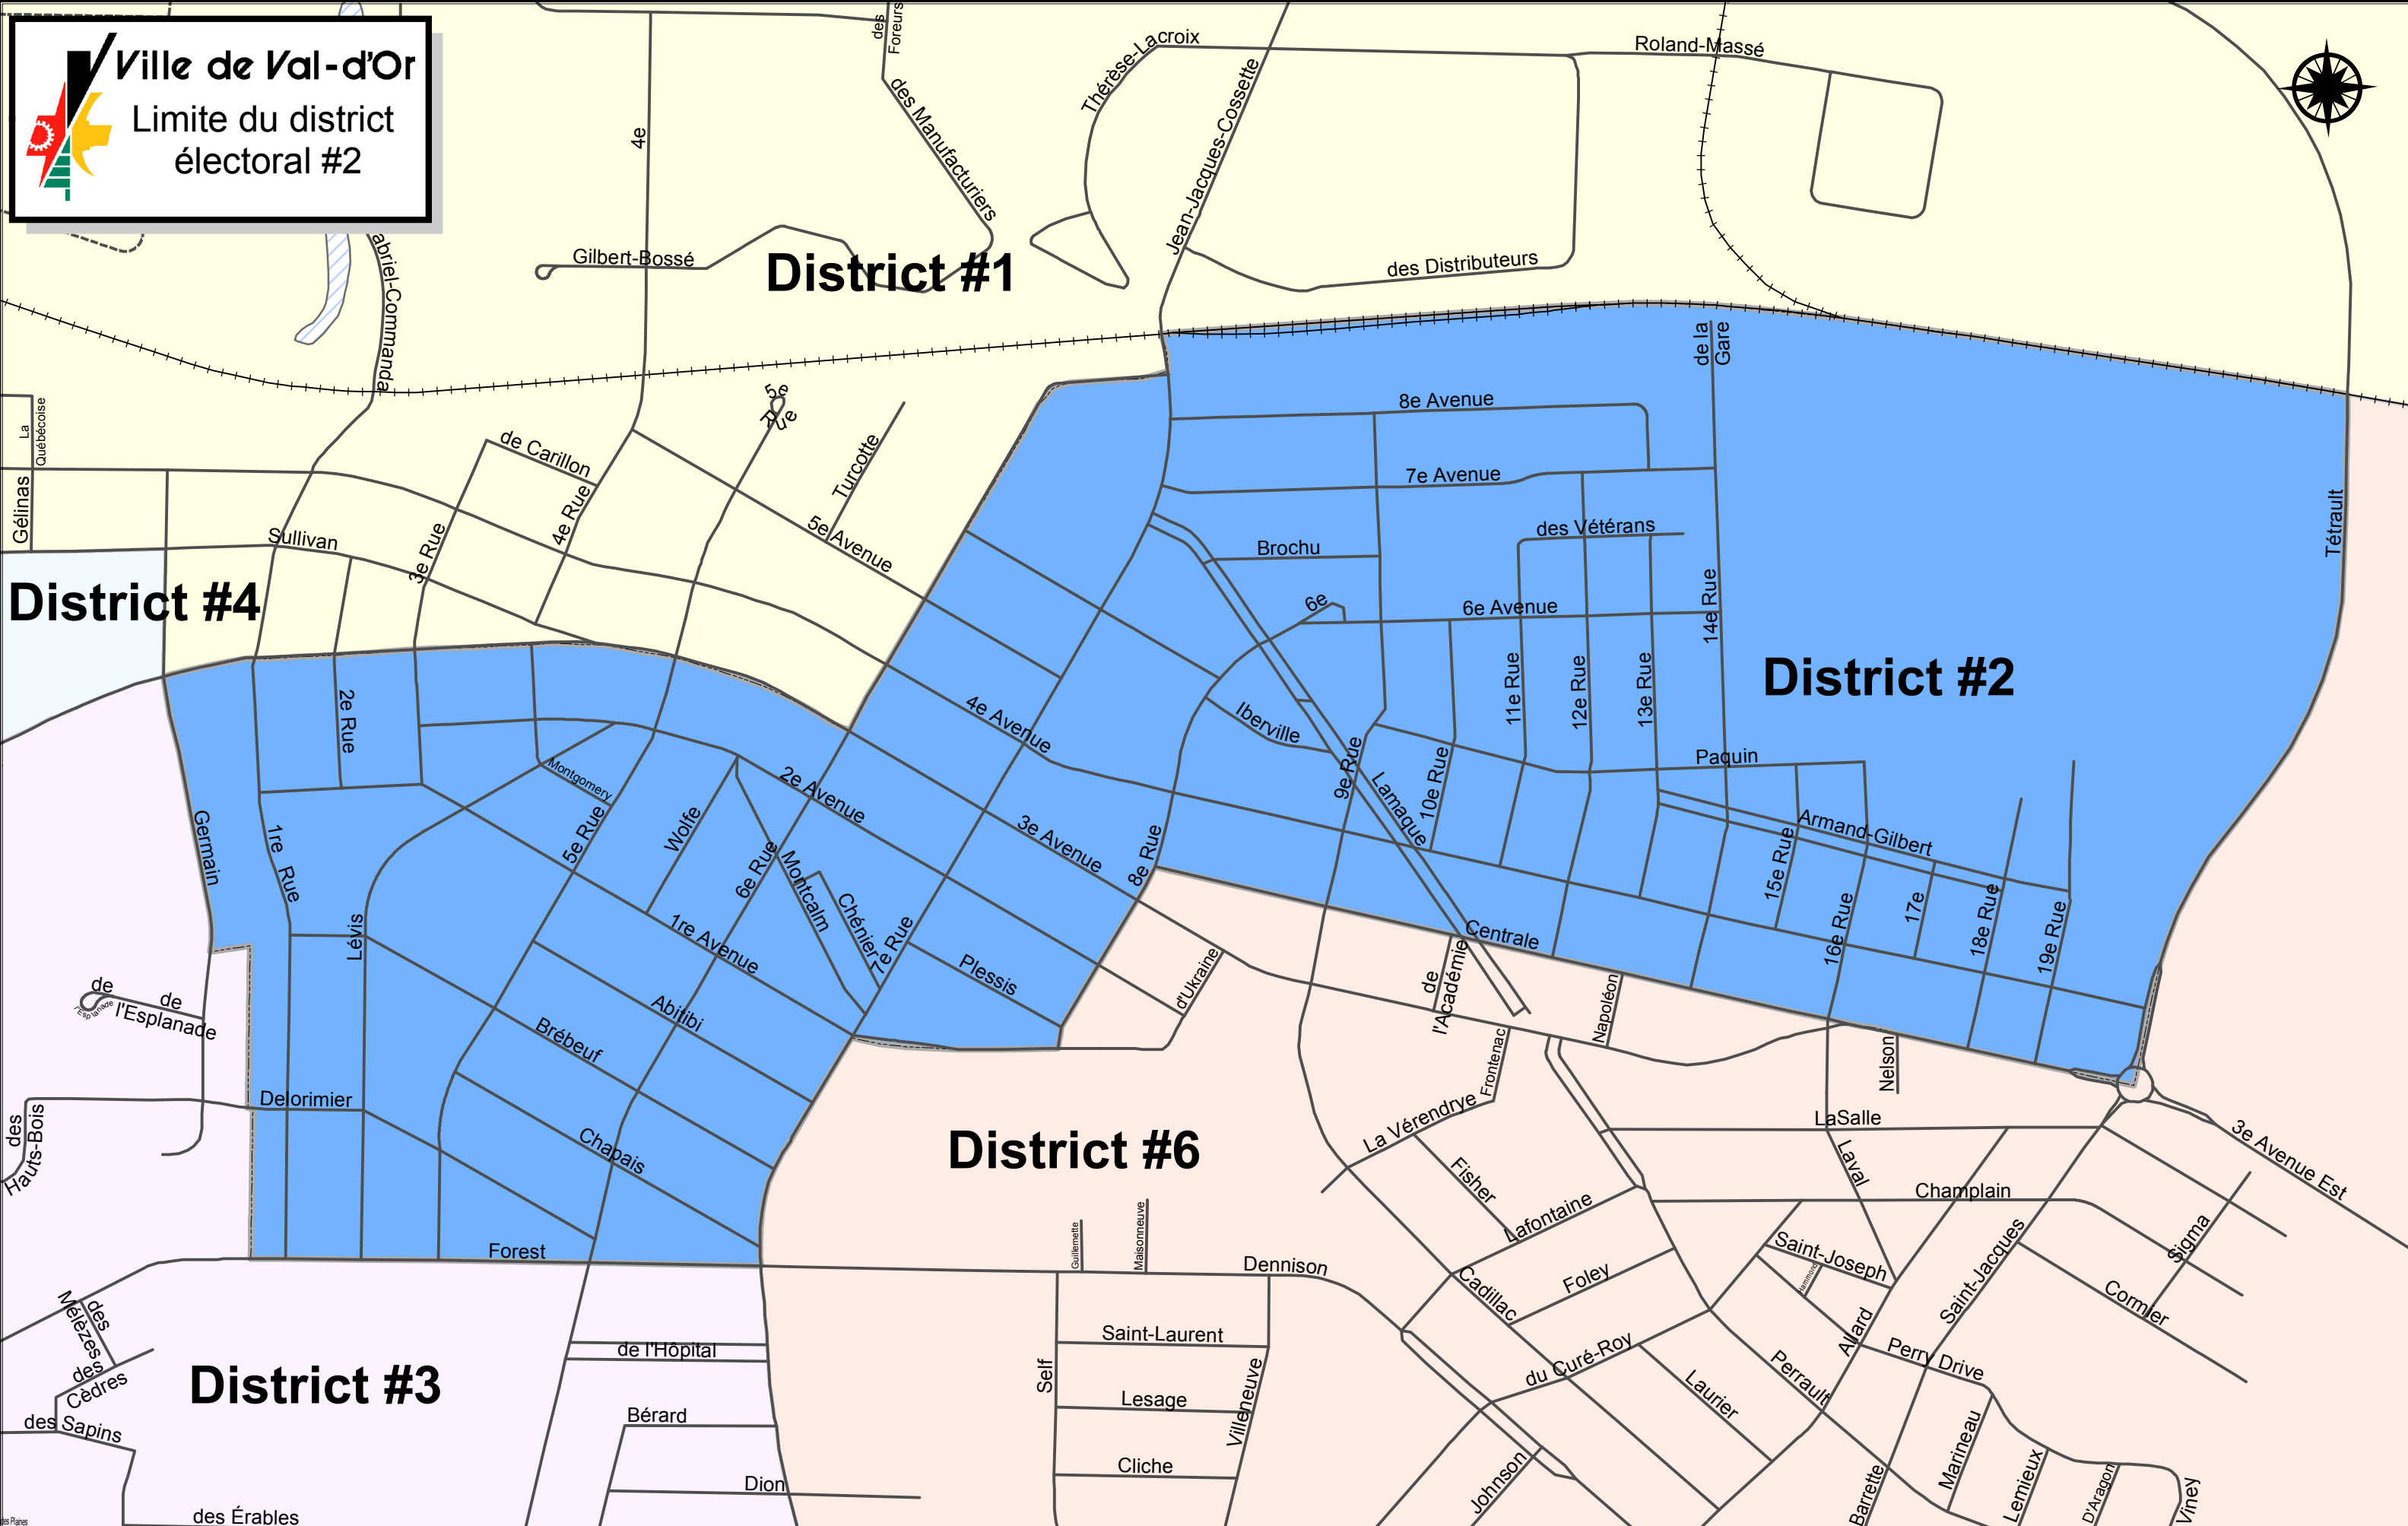 Ville de Val-d'Or
Limite du district
électoral #2
des
Foreurs
Thérèse-Lacroix
Roland-Massé
4e
des Manufacturiers
Jean-Jacques-Cossette
Gilbert-Bossé
District #1
des Distributeurs
abriel-Commanda
de la
Gare
5e
Rue
8e Avenue
La
Québécoise
de Carillon
Turcotte
7e Avenue
Gélinas
4e Rue
5e Avenue
des Vétérans
Tétrault
Sullivan
3e Rue
Brochu
District #4
6e
6e Avenue
14e Rue
District #2
2e Rue
4e Avenue
Iberville
11e Rue
12e Rue
13e Rue
Montgomery
2e Avenue
9e Rue
Lamaque
10e Rue
Paquin
Germain
1re Rue
5e Rue
Wolfe
6e Rue
Montcalm
Chénier
3e Avenue
8e Rue
Armand-Gilbert
15e Rue
Lévis
1re Avenue
7e Rue
Plessis
Centrale
16e Rue
17e
18e Rue
19e Rue
de
l'Esplanade
de
l'Esplanade
Abitibi
Brébeuf
d'Ukraine
de
l'Académie
Napoléon
Frontenac
Nelson
Delorimier
des
Hauts-Bois
Chapais
District #6
La Vérendrye
LaSalle
3e Avenue Est
Laval
Fisher
Champlain
Lafontaine
Forest
Guillemette
Maisonneuve
Dennison
Saint-Joseph
Hammond
Saint-Jacques
Sigma
Foley
Cadillac
Cormier
des
Mélèzes
Saint-Laurent
de l'Hôpital
des
Cèdres
District #3
Self
du Curé-Roy
Allard
Perry Drive
Perrault
Laurier
Lesage
Villeneuve
des Sapins
Bérard
Marineau
Cliche
Johnson
Barrette
Lemieux
D'Aragon
Viney
Dion
des Érables
des Plaines